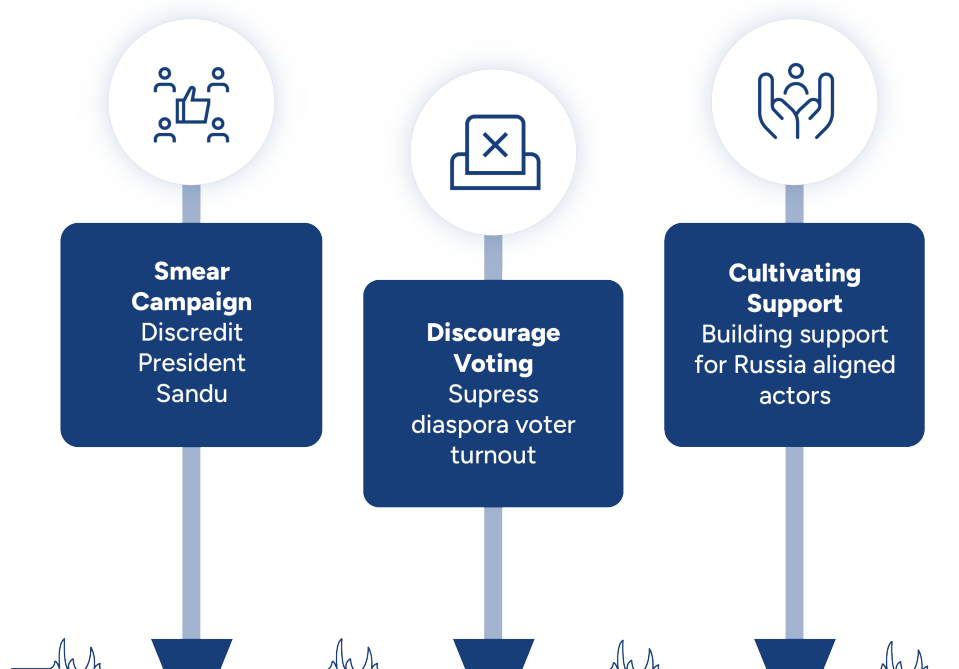 Smear
Campaign
Discredit
President
Sandu
Discourage
Voting
Supress
diaspora voter
turnout
Cultivating
Support
Building support
for Russia aligned
actors